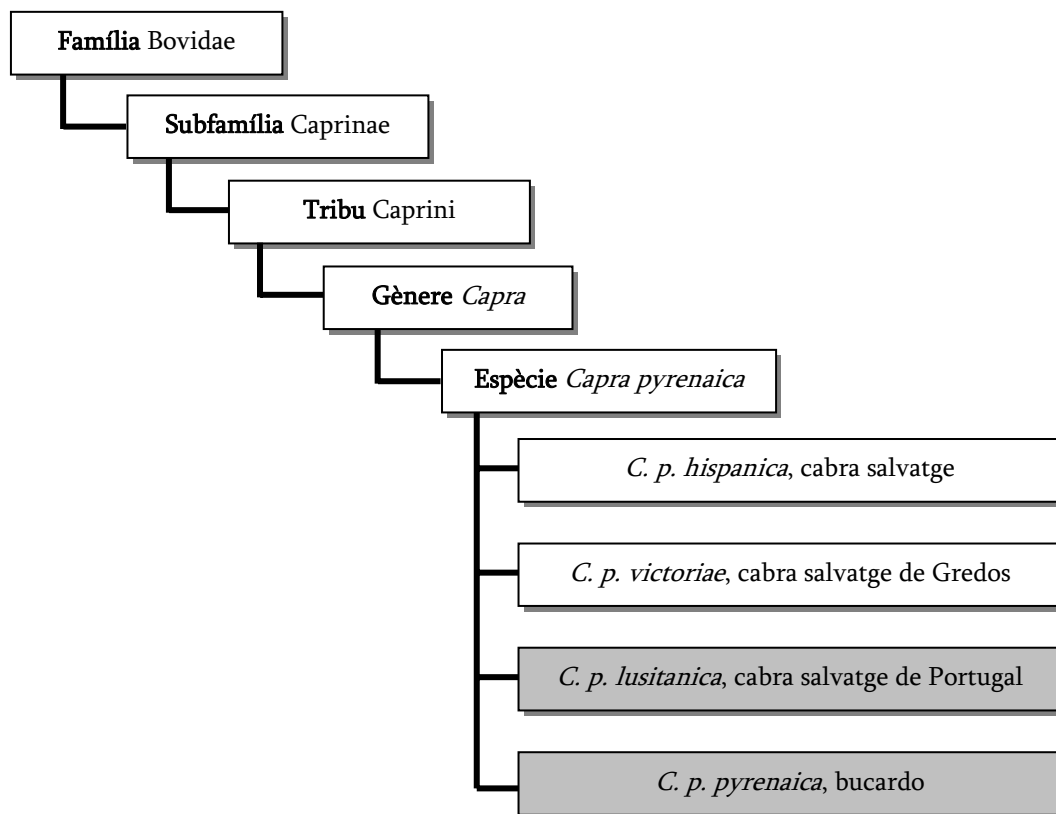 Família Bovidae
Subfamília Caprinae
Tribu Caprini
Gènere Capra
Espècie Capra pyrenaica
C. p. hispanica, cabra salvatge
C. p. victoriae, cabra salvatge de Gredos
C. p. lusitanica, cabra salvatge de Portugal
C. p. pyrenaica, bucardo